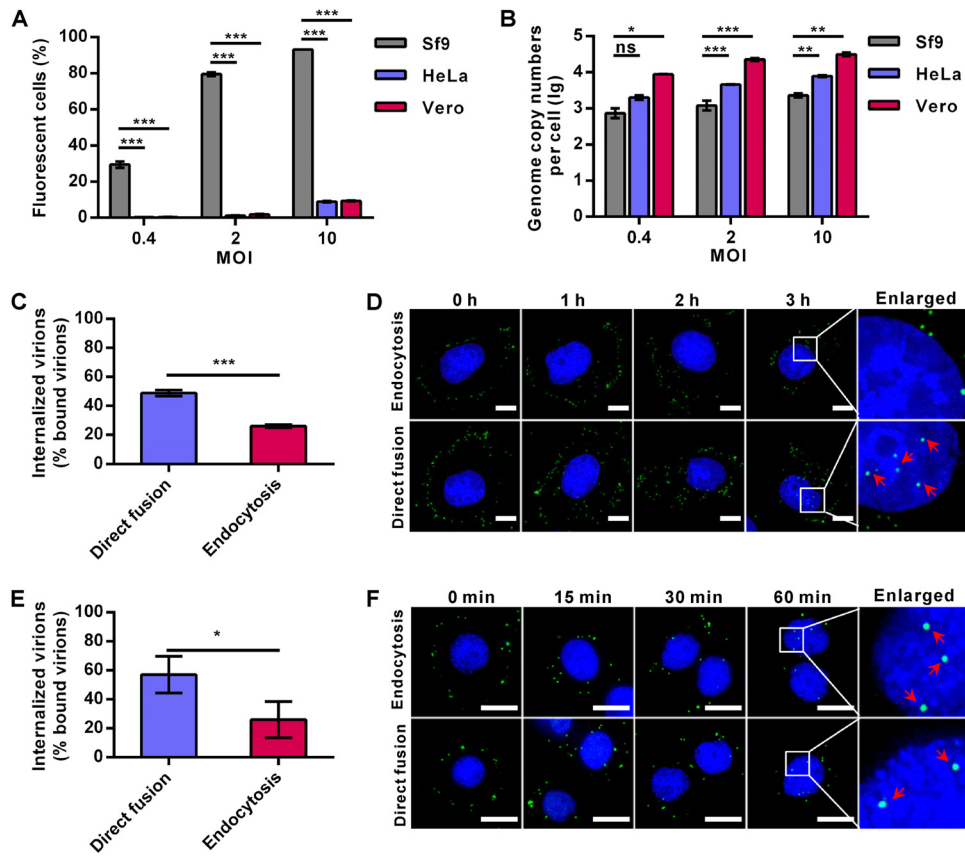 A
Fluorescent cells (%)
100
80
60
40
20
0
***
***
***
***
***
***
0.4
2
10
MOI
Sf9
HeLa
Vero
B
Genome copy numbers
per cell (lg)
5
4
3
2
1
0
*
ns
***
***
**
**
0.4
2
10
MOI
Sf9
HeLa
Vero
C
Internalized virions
(% bound virions)
100
80
60
40
20
0
***
Direct fusion
Endocytosis
D
0 h
1 h
2 h
3 h
Enlarged
Endocytosis
Direct fusion
E
Internalized virions
(% bound virions)
100
80
60
40
20
0
*
Direct fusion
Endocytosis
F
0 min
15 min
30 min
60 min
Enlarged
Endocytosis
Direct fusion